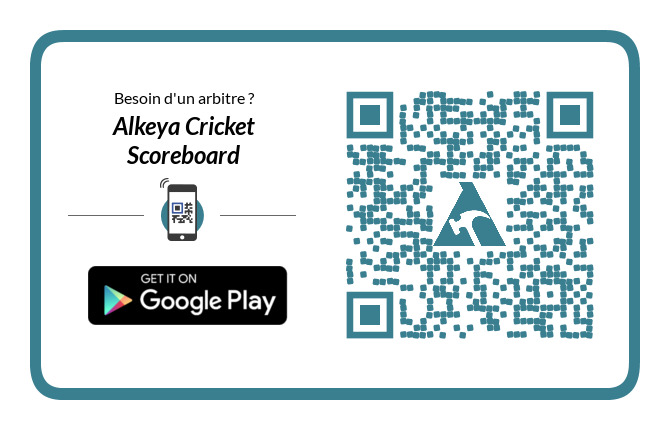 Besoin d'un arbitre ?
Alkeya Cricket
Scoreboard
GET IT ON
Google Play